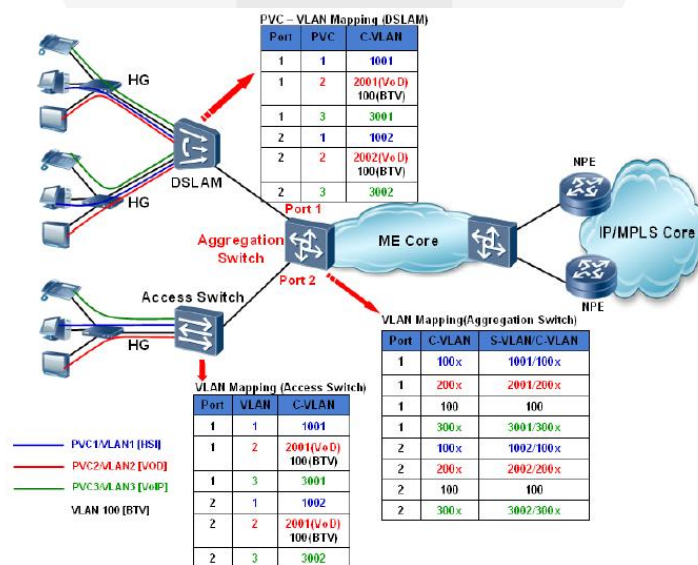 PVC – VLAN Mapping (DSLAM)
Port PVC C-VLAN
1 1 1001
1 2 2001(VoD)
100(BTV)
1 3 3001
2 1 1002
2 2 2002(VoD)
100(BTV)
2 3 3002
HG
HG
DSLAM
Port 1
Aggregation
Switch
Port 2
ME Core
NPE
IP/MPLS Core
NPE
Access Switch
HG
VLAN Mapping(Aggregation Switch)
Port C-VLAN S-VLAN/C-VLAN
1 100x 1001/100x
1 200x 2001/200x
1 100 100
1 300x 3001/300x
2 100x 1002/100x
2 200x 2002/200x
2 100 100
2 300x 3002/300x
VLAN Mapping (Access Switch)
Port VLAN C-VLAN
1 1 1001
1 2 2001(VoD)
100(BTV)
1 3 3001
2 1 1002
2 2 2001(VoD)
100(BTV)
2 3 3002
PVC1/VLAN1 [HSI]
PVC2/VLAN2 [VOD]
PVC3/VLAN3 [VoIP]
VLAN 100 [BTV]